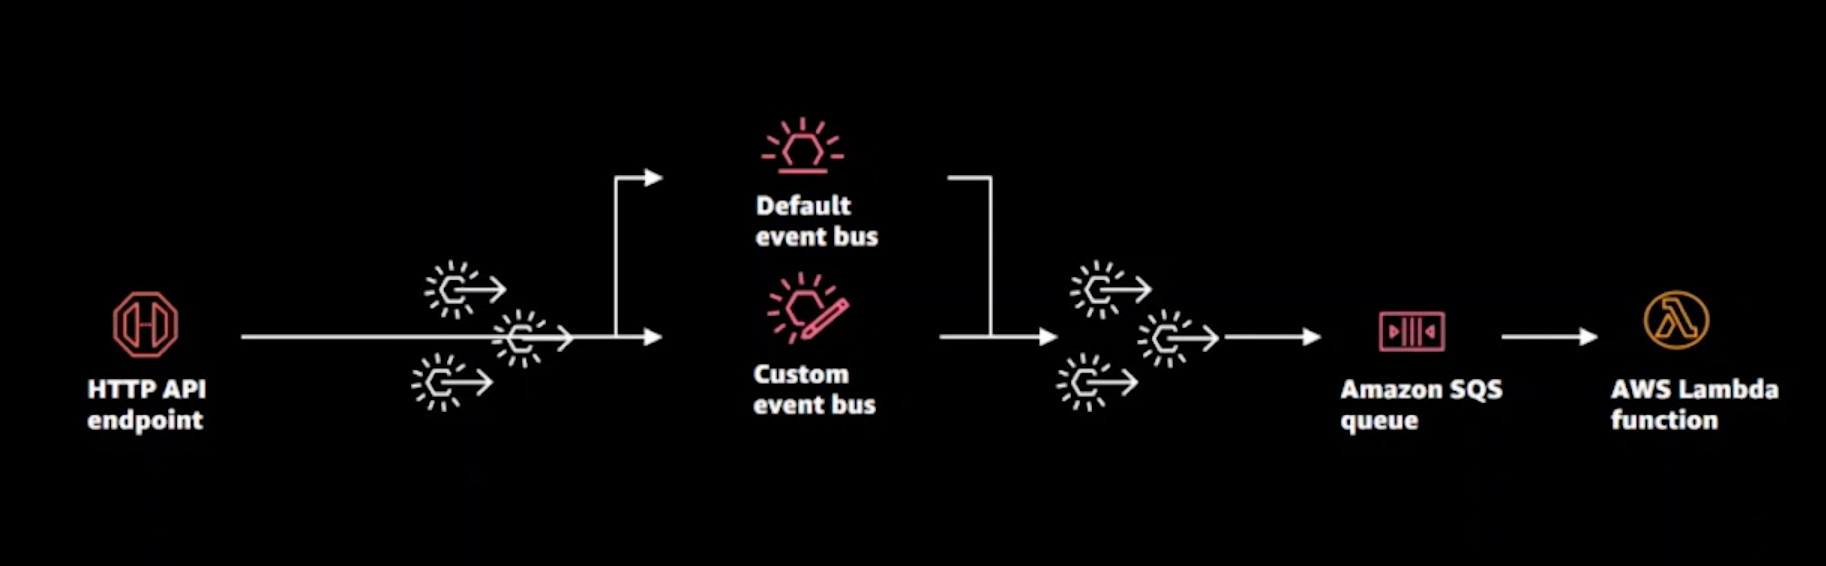 Default
event bus
HTTP API
endpoint
Custom
event bus
Amazon SQS
queue
AWS Lambda
function